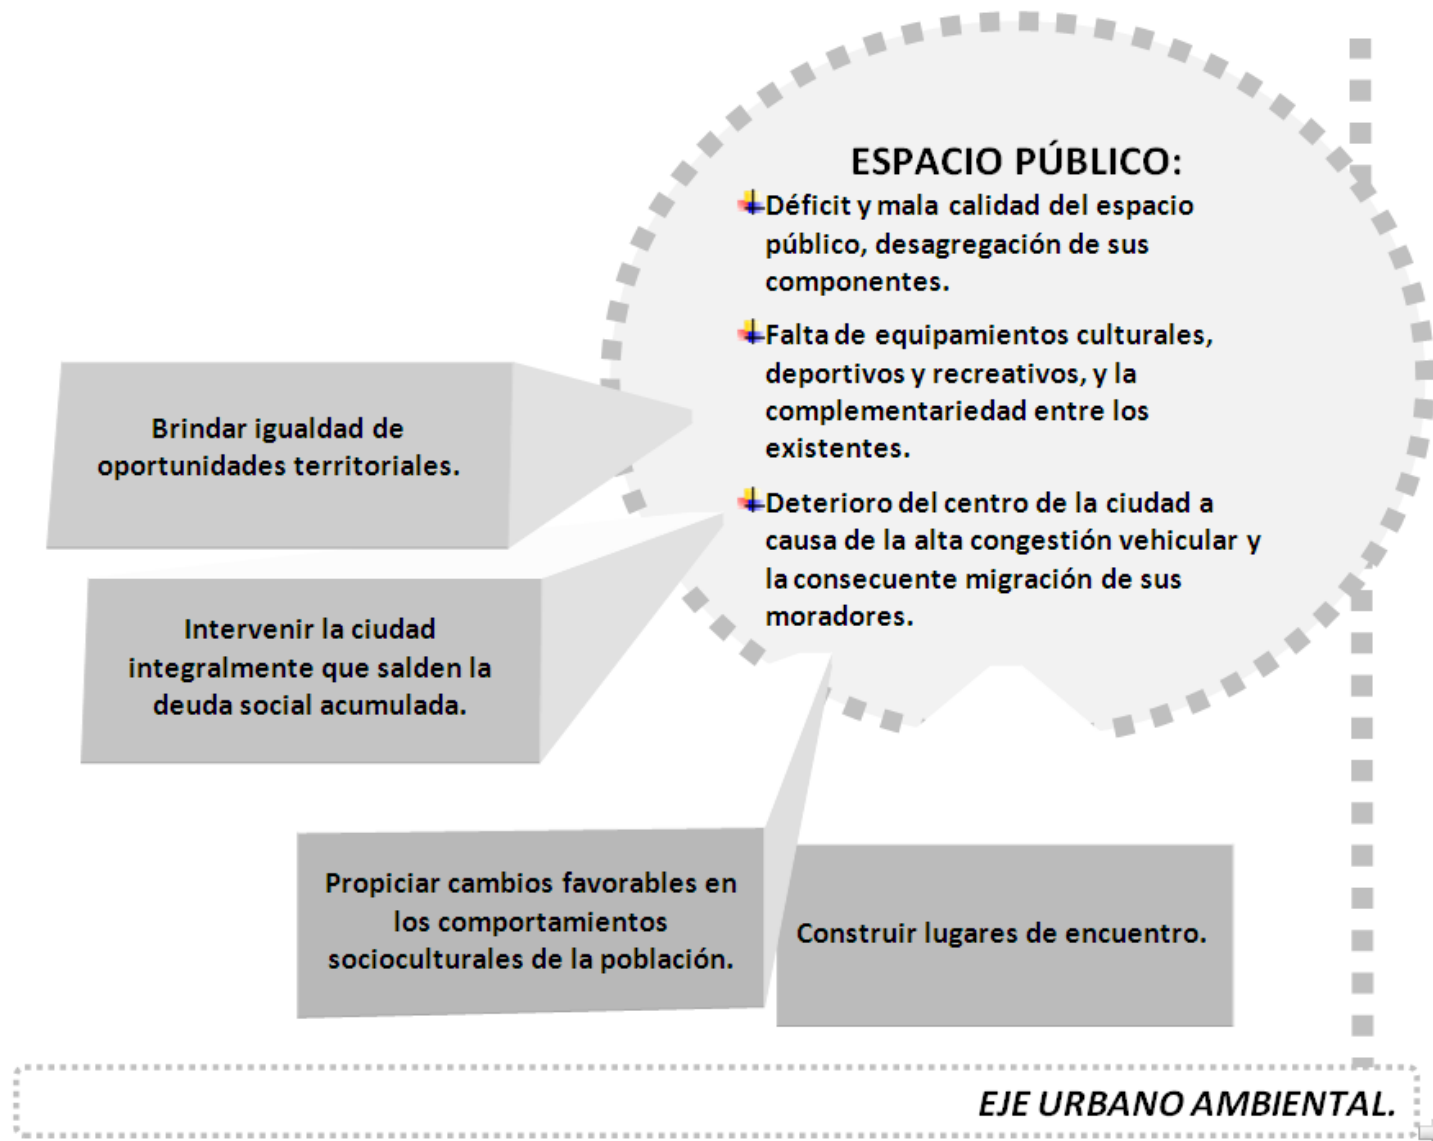 ESPACIO PÚBLICO:
Déficit y mala calidad del espacio
público, desagregación de sus
componentes.
Falta de equipamientos culturales,
deportivos y recreativos, y la
complementariedad entre los
existentes.
Deterioro del centro de la ciudad a
causa de la alta congestión vehicular y
la consecuente migración de sus
moradores.
Brindar igualdad de
oportunidades territoriales.
Intervenir la ciudad
integralmente que salden la
deuda social acumulada.
Propiciar cambios favorables en
los comportamientos
socioculturales de la población.
Construir lugares de encuentro.
EJE URBANO AMBIENTAL.